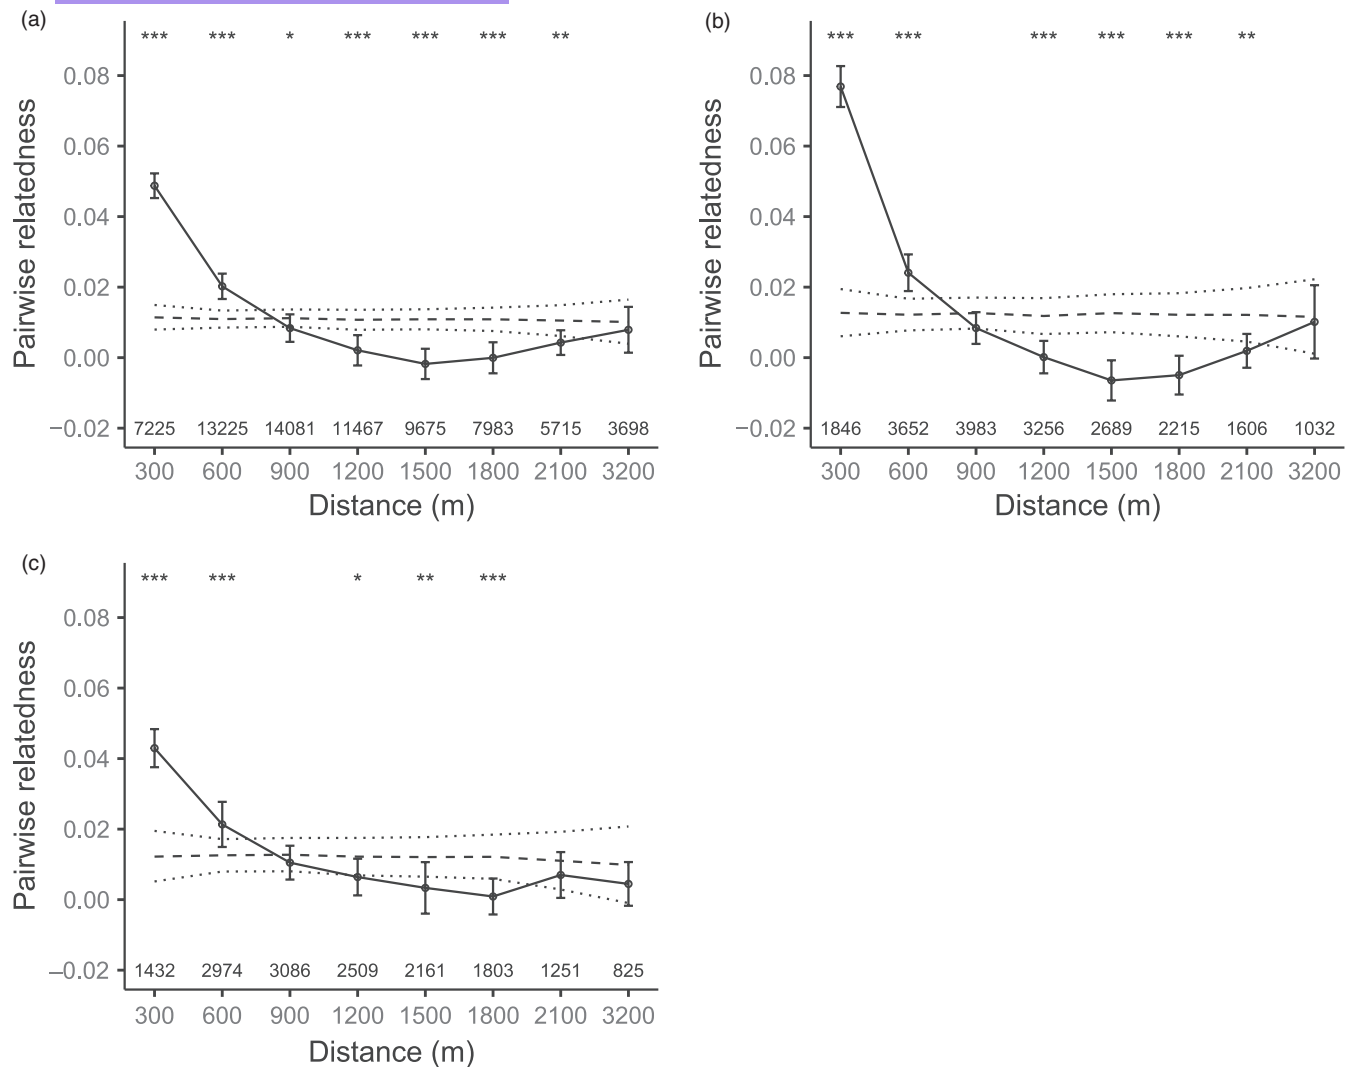 (a)
*** *** * *** *** *** **
0.08
0.06
0.04
0.02
0.00
−0.02
Pairwise relatedness
7225 13225 14081 11467 9675 7983 5715 3698
300 600 900 1200 1500 1800 2100 3200
Distance (m)
(b)
*** *** *** *** *** **
0.08
0.06
0.04
0.02
0.00
−0.02
Pairwise relatedness
1846 3652 3983 3256 2689 2215 1606 1032
300 600 900 1200 1500 1800 2100 3200
Distance (m)
(c)
*** *** * ** ***
0.08
0.06
0.04
0.02
0.00
−0.02
Pairwise relatedness
1432 2974 3086 2509 2161 1803 1251 825
300 600 900 1200 1500 1800 2100 3200
Distance (m)